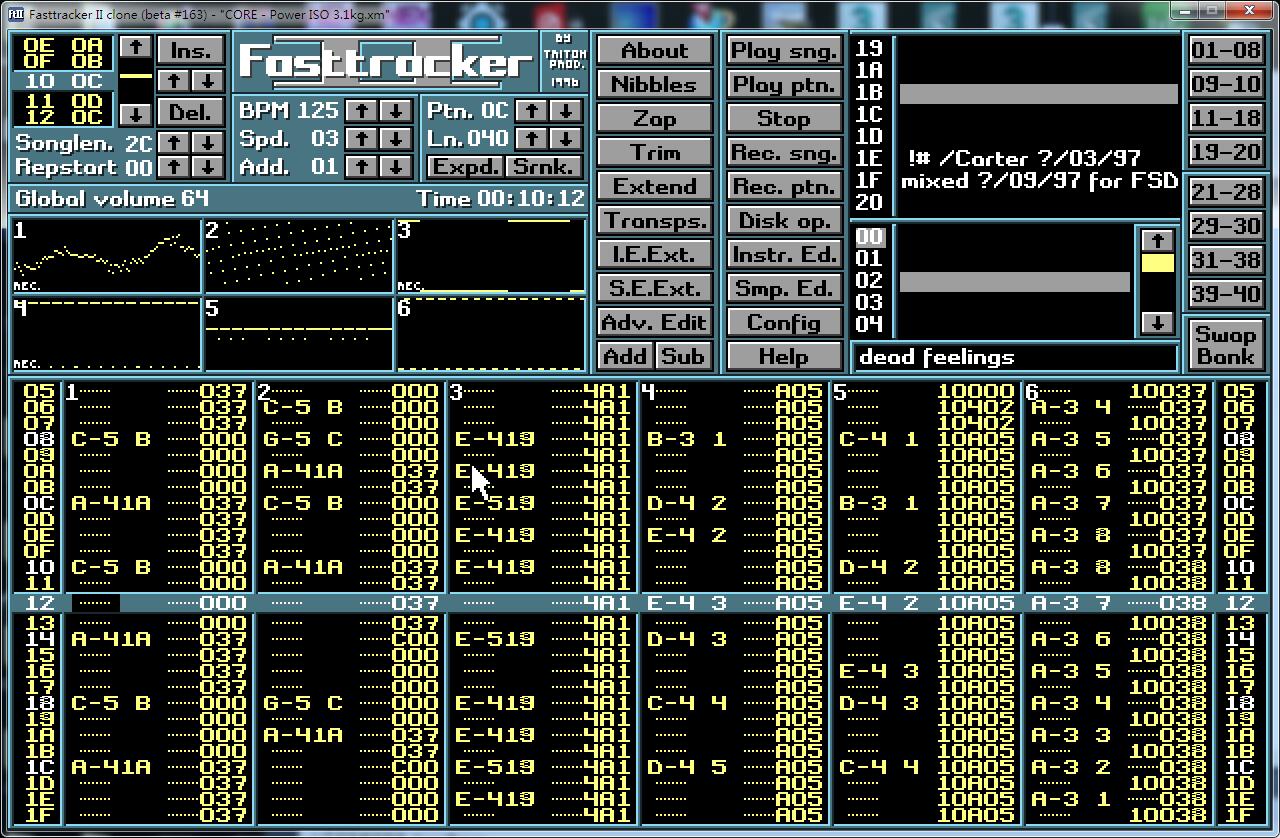 Fasttracker II clone (beta #163) - "CORE - Power ISO 3.1kg.xm"
0E 0A
0F 0B
10 0C
11 0D
12 0C
Ins.
Del.
Songlen. 2C
Repstart 00
Fasttracker
BY TRITON PROD. 1996
BPM 125
Spd. 03
Add. 01
Ptn. 0C
Ln. 040
Expd. Srnk.
Global volume 64
Time 00:10:12
1 2 3
REC. REC.
4 5 6
REC.
About
Nibbles
Zap
Trim
Extend
Transps.
I.E.Ext.
S.E.Ext.
Adv. Edit
Add Sub
Play sng.
Play ptn.
Stop
Rec. sng.
Rec. ptn.
Disk op.
Instr. Ed.
Smp. Ed.
Config
Help
19
1A
1B
1C
1D
1E !# /Carter ?/03/97
1F mixed ?/09/97 for FSD
20
00
01
02
03
04
dead feelings
01-08
09-10
11-18
19-20
21-28
29-30
31-38
39-40
Swap Bank
05 1 037 2 000 3 4A1 4 A05 5 10000 6 10037 05
06 037 C-5 B 000 4A1 A05 10402 A-3 4 037 06
07 037 000 4A1 A05 10402 10037 07
08 C-5 B 000 G-5 C 000 E-419 4A1 B-3 1 A05 C-4 1 10A05 A-3 5 037 08
09 000 000 4A1 A05 10A05 10037 09
0A 000 A-41A 037 E-419 4A1 A05 10A05 A-3 6 037 0A
0B 000 037 4A1 A05 10A05 10037 0B
0C A-41A 037 C-5 B 000 E-519 4A1 D-4 2 A05 B-3 1 10A05 A-3 7 037 0C
0D 037 000 4A1 A05 10A05 10037 0D
0E 037 000 E-419 4A1 E-4 2 A05 10A05 A-3 8 037 0E
0F 037 000 4A1 A05 10A05 10037 0F
10 C-5 B 000 A-41A 037 E-419 4A1 A05 D-4 2 10A05 A-3 8 038 10
11 000 037 4A1 A05 10A05 10038 11
12 000 037 4A1 E-4 3 A05 E-4 2 10A05 A-3 7 038 12
13 000 037 4A1 A05 10A05 10038 13
14 A-41A 037 C00 E-519 4A1 D-4 3 A05 10A05 A-3 6 038 14
15 037 000 4A1 A05 10A05 10038 15
16 037 000 E-419 4A1 A05 E-4 3 10A05 A-3 5 038 16
17 037 000 4A1 A05 10A05 10038 17
18 C-5 B 000 G-5 C 000 E-419 4A1 C-4 4 A05 D-4 3 10A05 A-3 4 038 18
19 000 000 4A1 A05 10A05 10038 19
1A 000 A-41A 037 E-419 4A1 A05 10A05 A-3 3 038 1A
1B 000 037 4A1 A05 10A05 10038 1B
1C A-41A 037 C00 E-519 4A1 D-4 5 A05 C-4 4 10A05 A-3 2 038 1C
1D 037 000 4A1 A05 10A05 10038 1D
1E 037 000 E-419 4A1 A05 10A05 A-3 1 038 1E
1F 037 000 4A1 A05 10A05 10038 1F